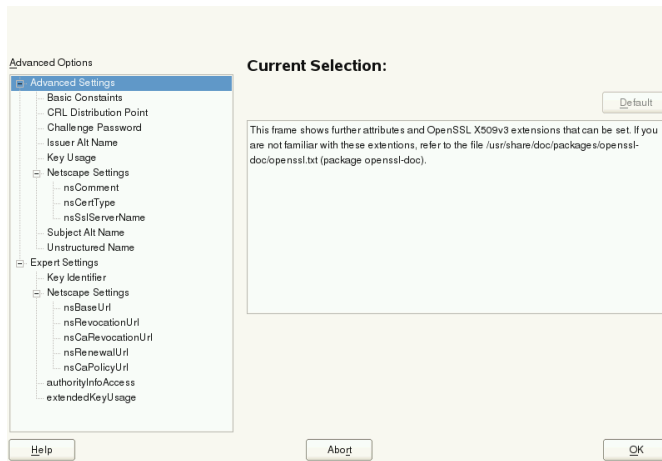 Advanced Options
Advanced Settings
Basic Constaints
CRL Distribution Point
Challenge Password
Issuer Alt Name
Key Usage
Netscape Settings
nsComment
nsCertType
nsSslServerName
Subject Alt Name
Unstructured Name
Expert Settings
Key Identifier
Netscape Settings
nsBaseUrl
nsRevocationUrl
nsCaRevocationUrl
nsRenewalUrl
nsCaPolicyUrl
authorityInfoAccess
extendedKeyUsage
Current Selection:
Default
This frame shows further attributes and OpenSSL X509v3 extensions that can be set. If you
are not familiar with these extentions, refer to the file /usr/share/doc/packages/openssl-
doc/openssl.txt (package openssl-doc).
Help
Abort
OK